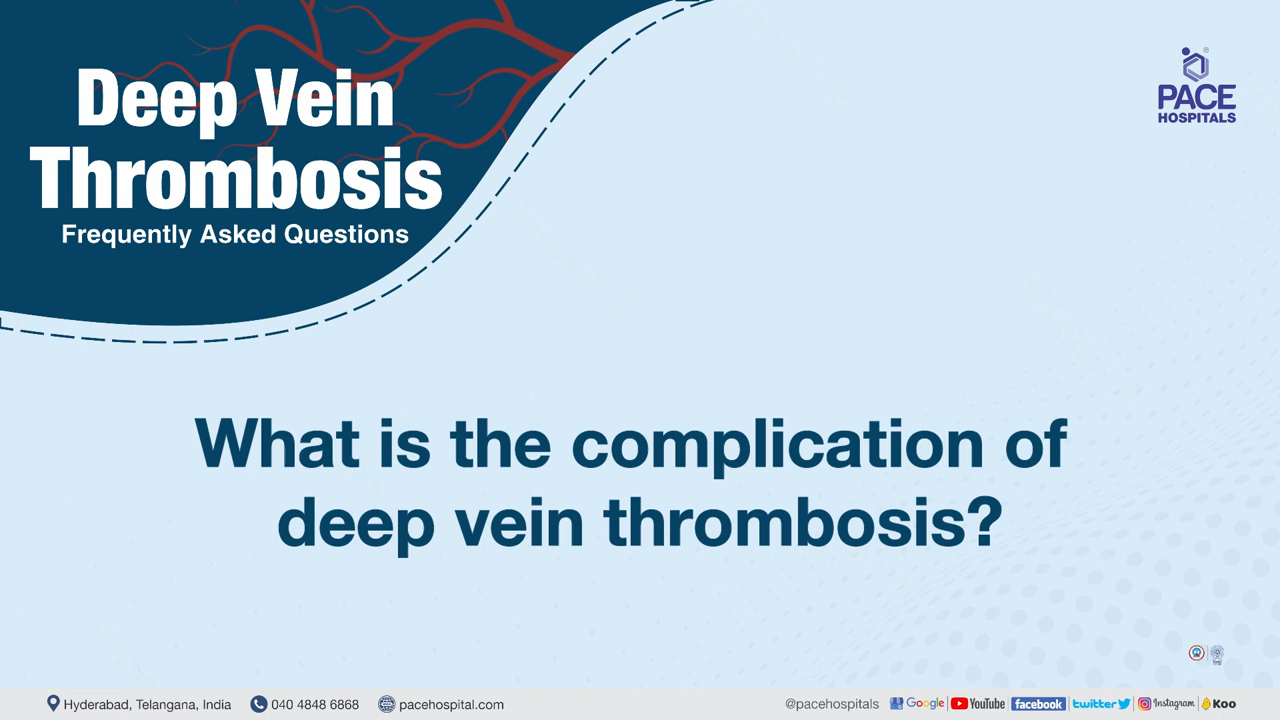 Deep Vein
Thrombosis
Frequently Asked Questions
PACE
HOSPITALS
What is the complication of
deep vein thrombosis?
Hyderabad, Telangana, India 040 4848 6868 pacehospital.com @pacehospitals Google YouTube facebook twitter Instagram Koo